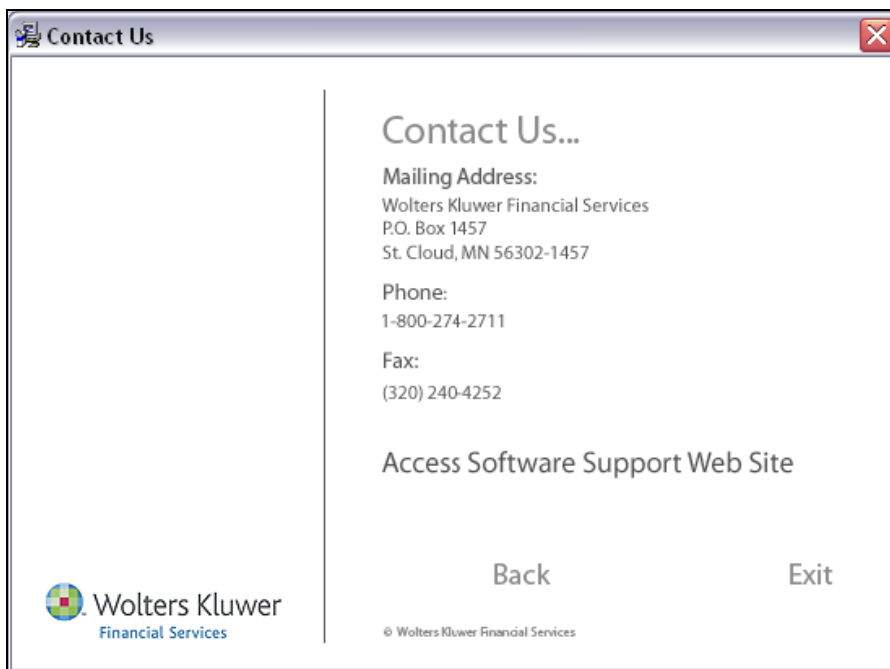 Contact Us
Contact Us...
Mailing Address:
Wolters Kluwer Financial Services
P.O. Box 1457
St. Cloud, MN 56302-1457
Phone:
1-800-274-2711
Fax:
(320) 240-4252
Access Software Support Web Site
Back Exit
Wolters Kluwer
Financial Services
© Wolters Kluwer Financial Services